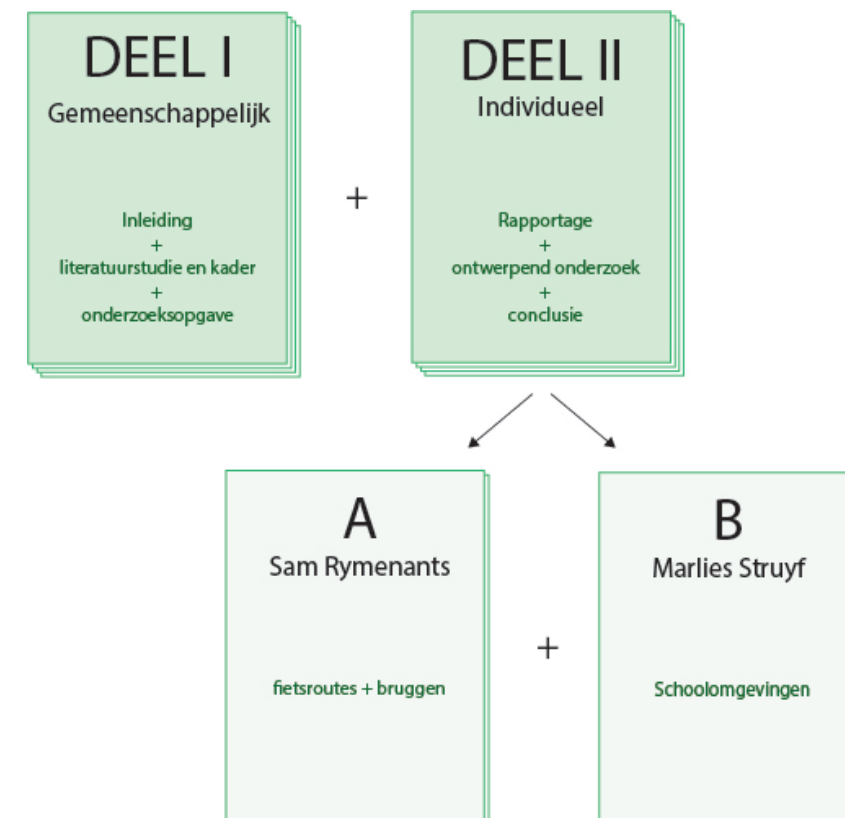 DEEL I
Gemeenschappelijk
Inleiding
+
literatuurstudie en kader
+
onderzoeksopgave
+
DEEL II
Individueel
Rapportage
+
ontwerpend onderzoek
+
conclusie
A
Sam Rymenants
fietsroutes + bruggen
+
B
Marlies Struyf
Schoolomgevingen